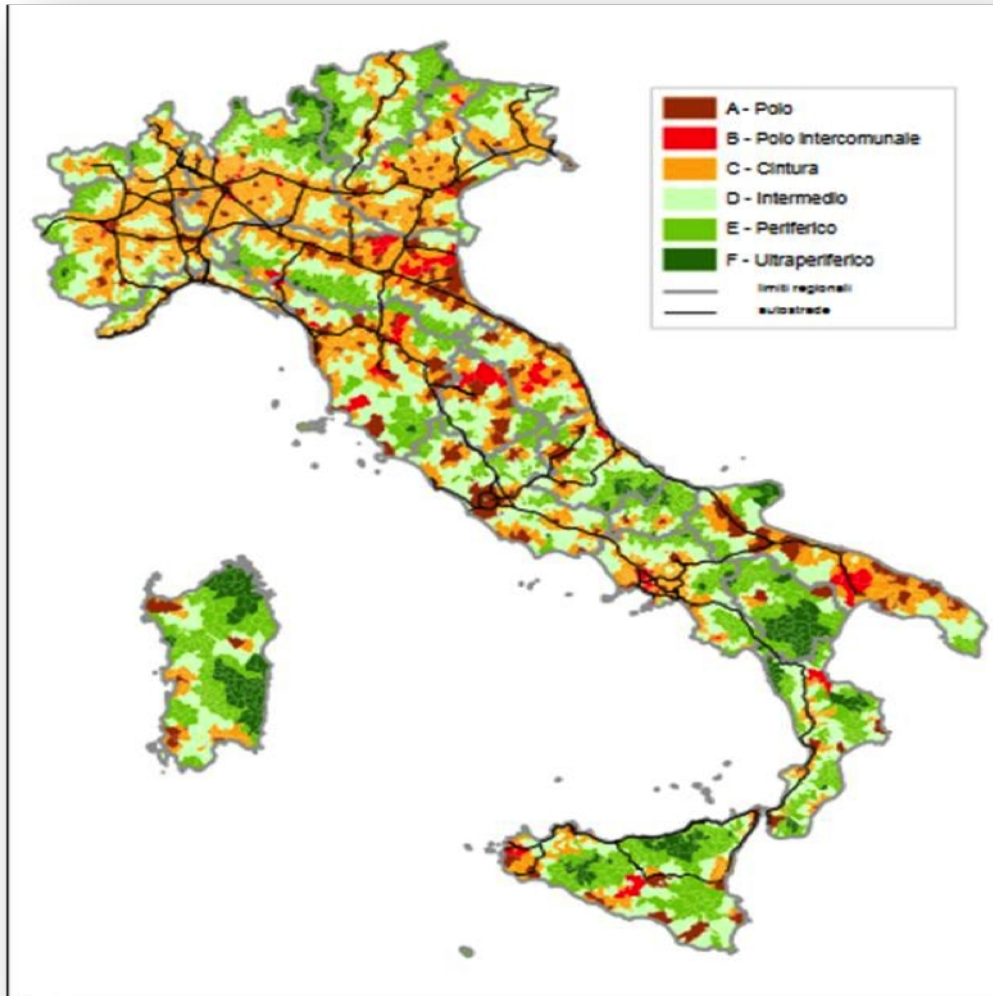 A - Polo
B - Polo Intercomunale
C - Cintura
D - Intermedio
E - Periferico
F - Ultraperiferico
limiti regionali
autostrade